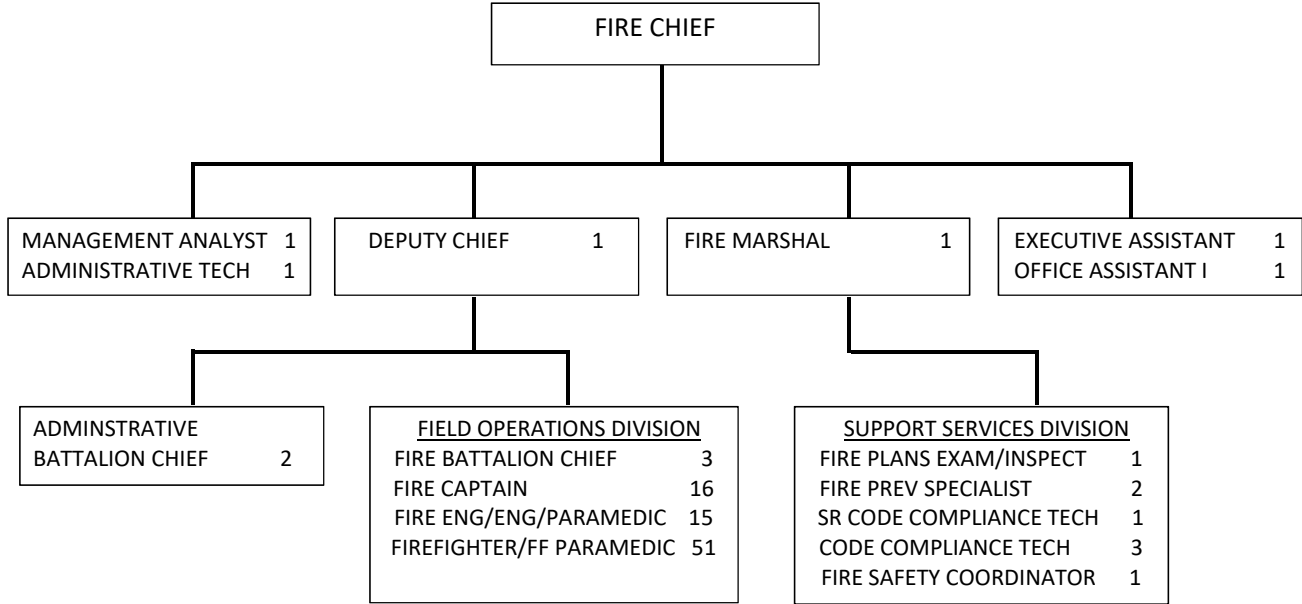 FIRE CHIEF
MANAGEMENT ANALYST 1
ADMINISTRATIVE TECH 1
DEPUTY CHIEF 1
FIRE MARSHAL 1
EXECUTIVE ASSISTANT 1
OFFICE ASSISTANT I 1
ADMINSTRATIVE
BATTALION CHIEF 2
FIELD OPERATIONS DIVISION
FIRE BATTALION CHIEF 3
FIRE CAPTAIN 16
FIRE ENG/ENG/PARAMEDIC 15
FIREFIGHTER/FF PARAMEDIC 51
SUPPORT SERVICES DIVISION
FIRE PLANS EXAM/INSPECT 1
FIRE PREV SPECIALIST 2
SR CODE COMPLIANCE TECH 1
CODE COMPLIANCE TECH 3
FIRE SAFETY COORDINATOR 1